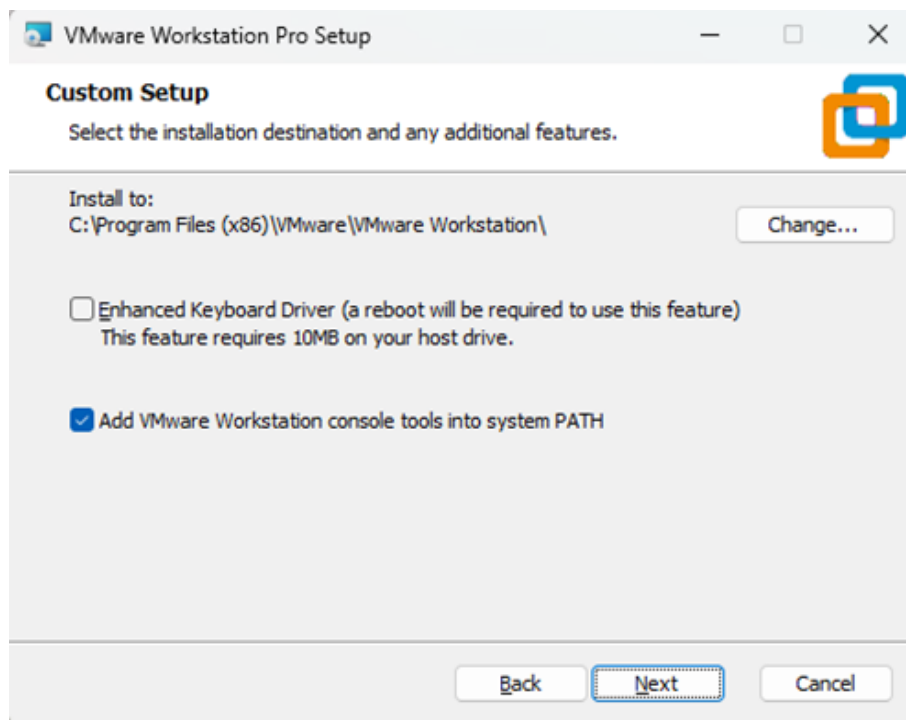 VMware Workstation Pro Setup
Custom Setup
Select the installation destination and any additional features.
Install to:
C:\Program Files (x86)\VMware\VMware Workstation\
Change...
Enhanced Keyboard Driver (a reboot will be required to use this feature)
This feature requires 10MB on your host drive.
Add VMware Workstation console tools into system PATH
Back
Next
Cancel